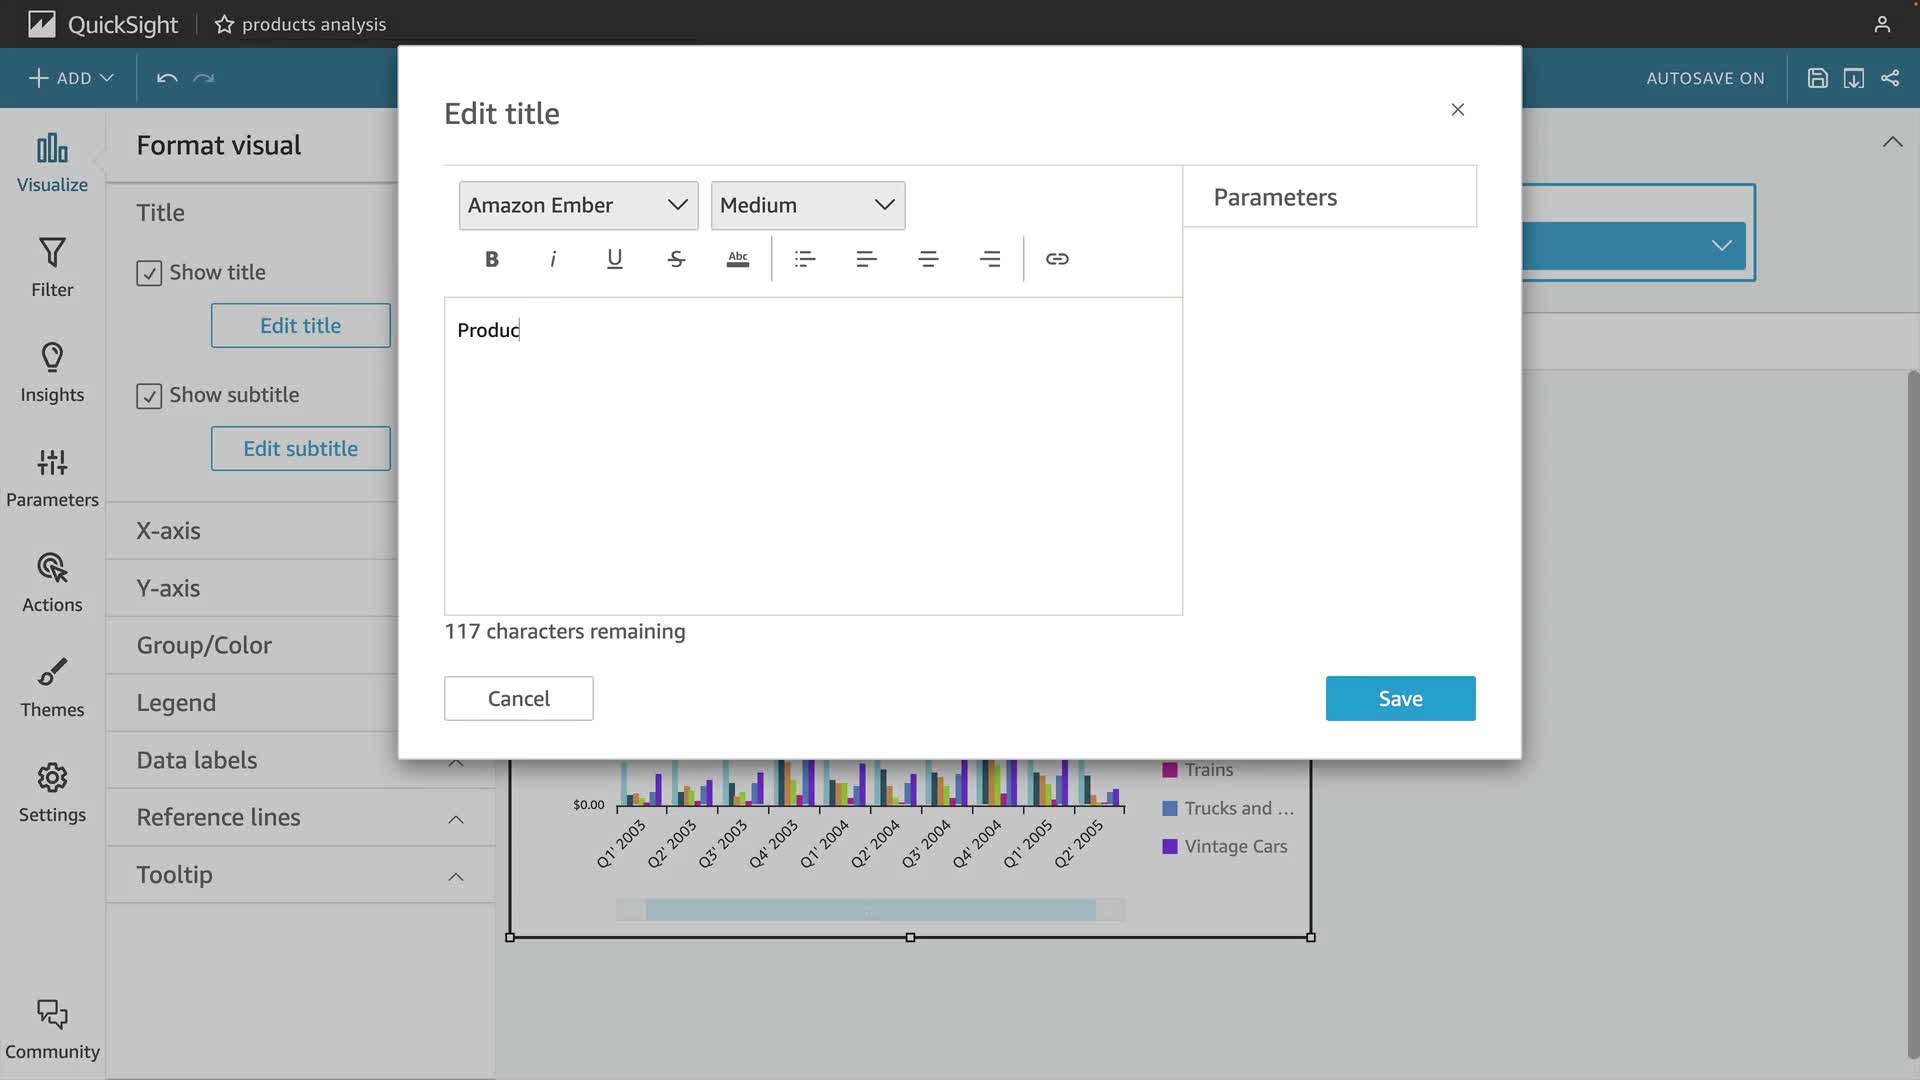 QuickSight
products analysis
ADD
AUTOSAVE ON
Visualize
Filter
Insights
Parameters
Actions
Themes
Settings
Community
Format visual
Title
Show title
Edit title
Show subtitle
Edit subtitle
X-axis
Y-axis
Group/Color
Legend
Data labels
Reference lines
Tooltip
Edit title
Amazon Ember
Medium
Parameters
B i U S Abc
Produc
117 characters remaining
Cancel
Save
$0.00
Q1' 2003
Q2' 2003
Q3' 2003
Q4' 2003
Q1' 2004
Q2' 2004
Q3' 2004
Q4' 2004
Q1' 2005
Q2' 2005
Trains
Trucks and ...
Vintage Cars